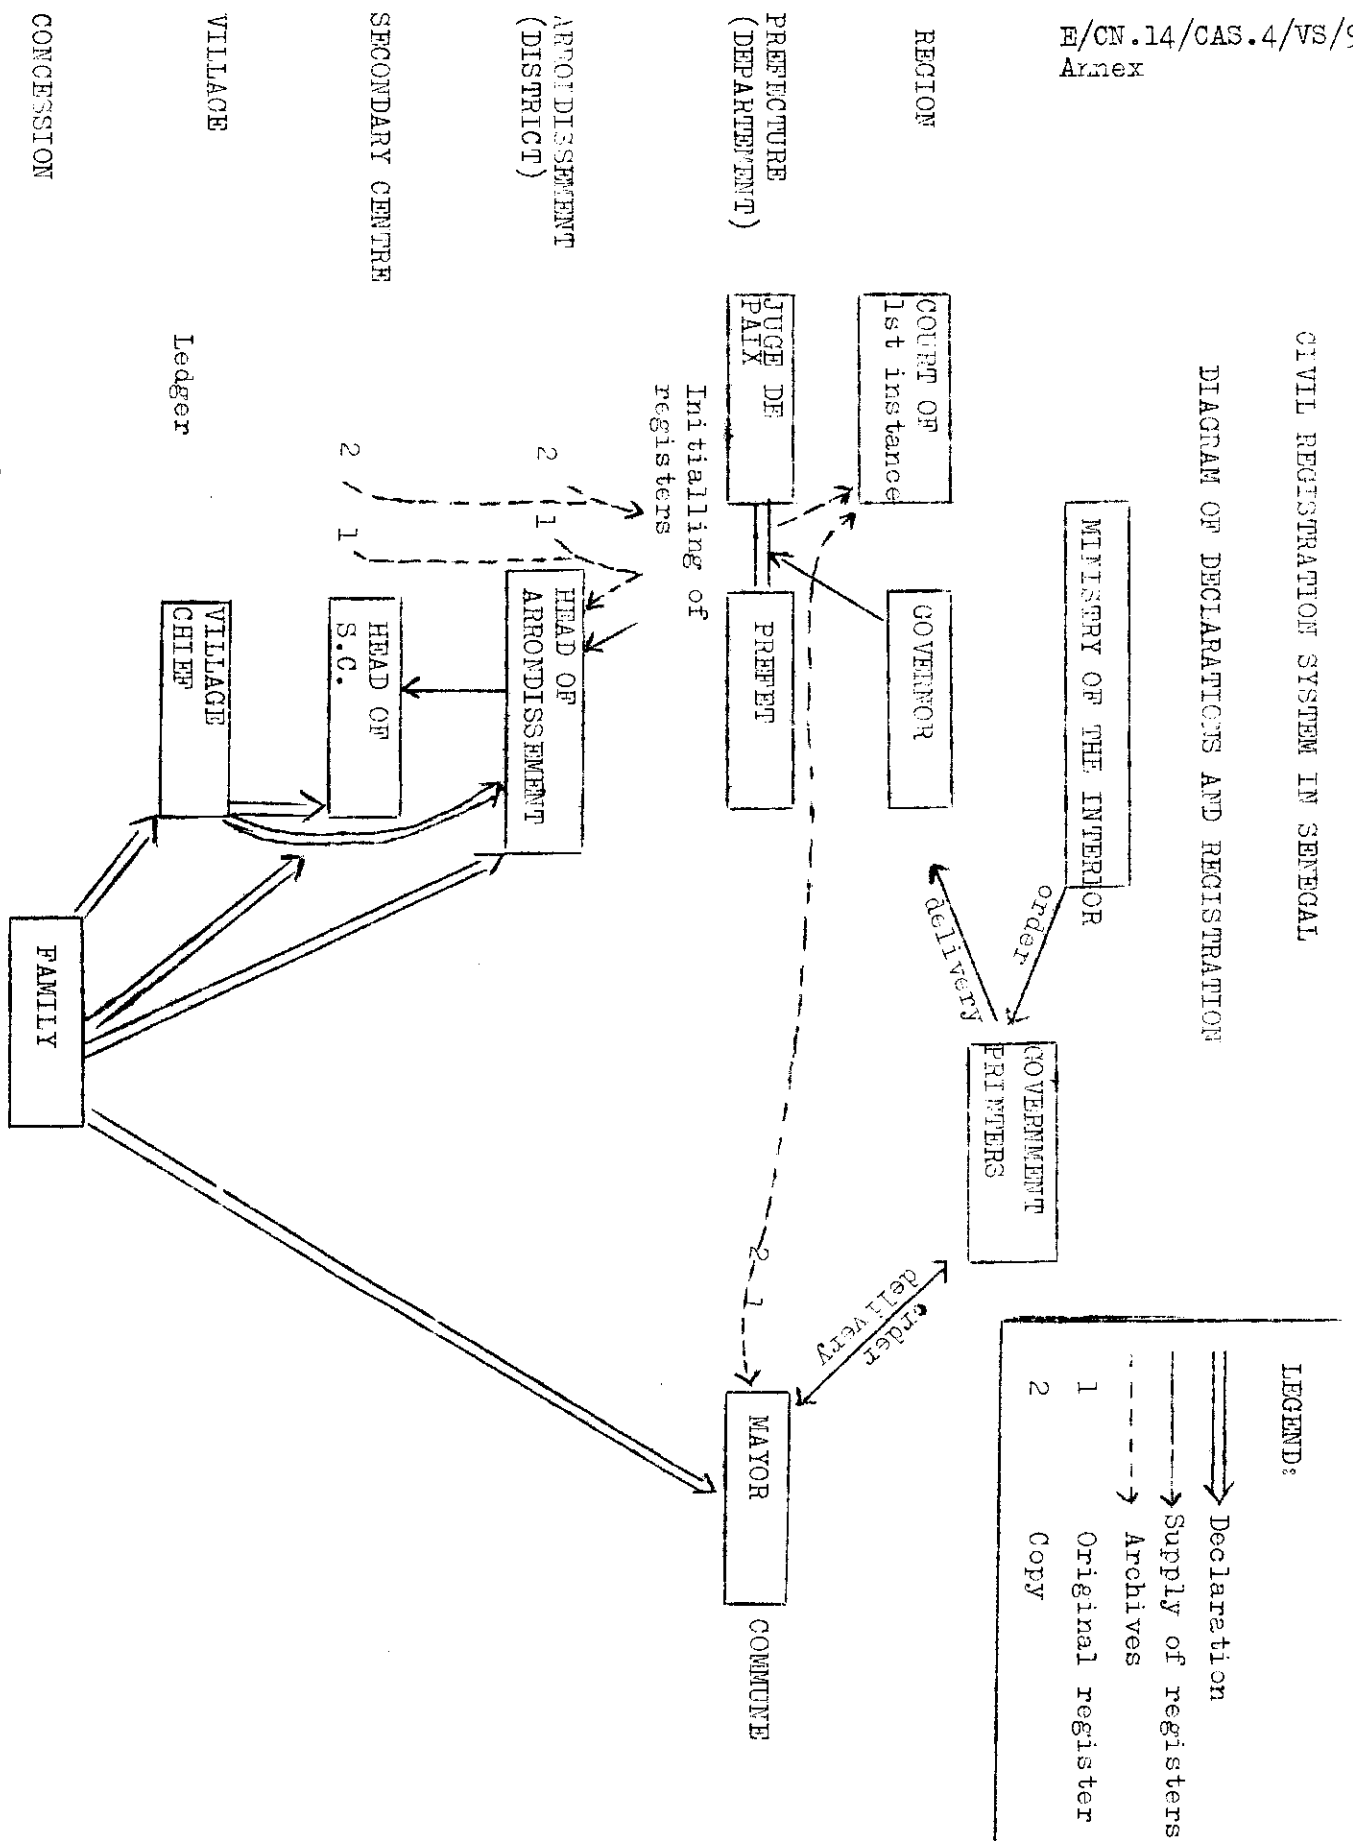 E/CN.14/CAS.4/VS/9
Annex
CIVIL REGISTRATION SYSTEM IN SENEGAL
DIAGRAM OF DECLARATIONS AND REGISTRATION
LEGEND:
Declaration
Supply of registers
Archives
1 Original register
2 Copy
MINISTRY OF THE INTERIOR
order
delivery
GOVERNMENT
PRINTERS
order
delivery
REGION
COURT OF
1st instance
GOVERNOR
PREFECTURE
(DEPARTEMENT)
JUGE DE
PAIX
PREFET
2 1
MAYOR
COMMUNE
Initialling of
registers
ARROIDISSEMENT
(DISTRICT)
2 1
HEAD OF
ARRONDISSEMENT
SECONDARY CENTRE
2 1
HEAD OF
S.C.
VILLAGE
Ledger
VILLAGE
CHIEF
CONCESSION
FAMILY